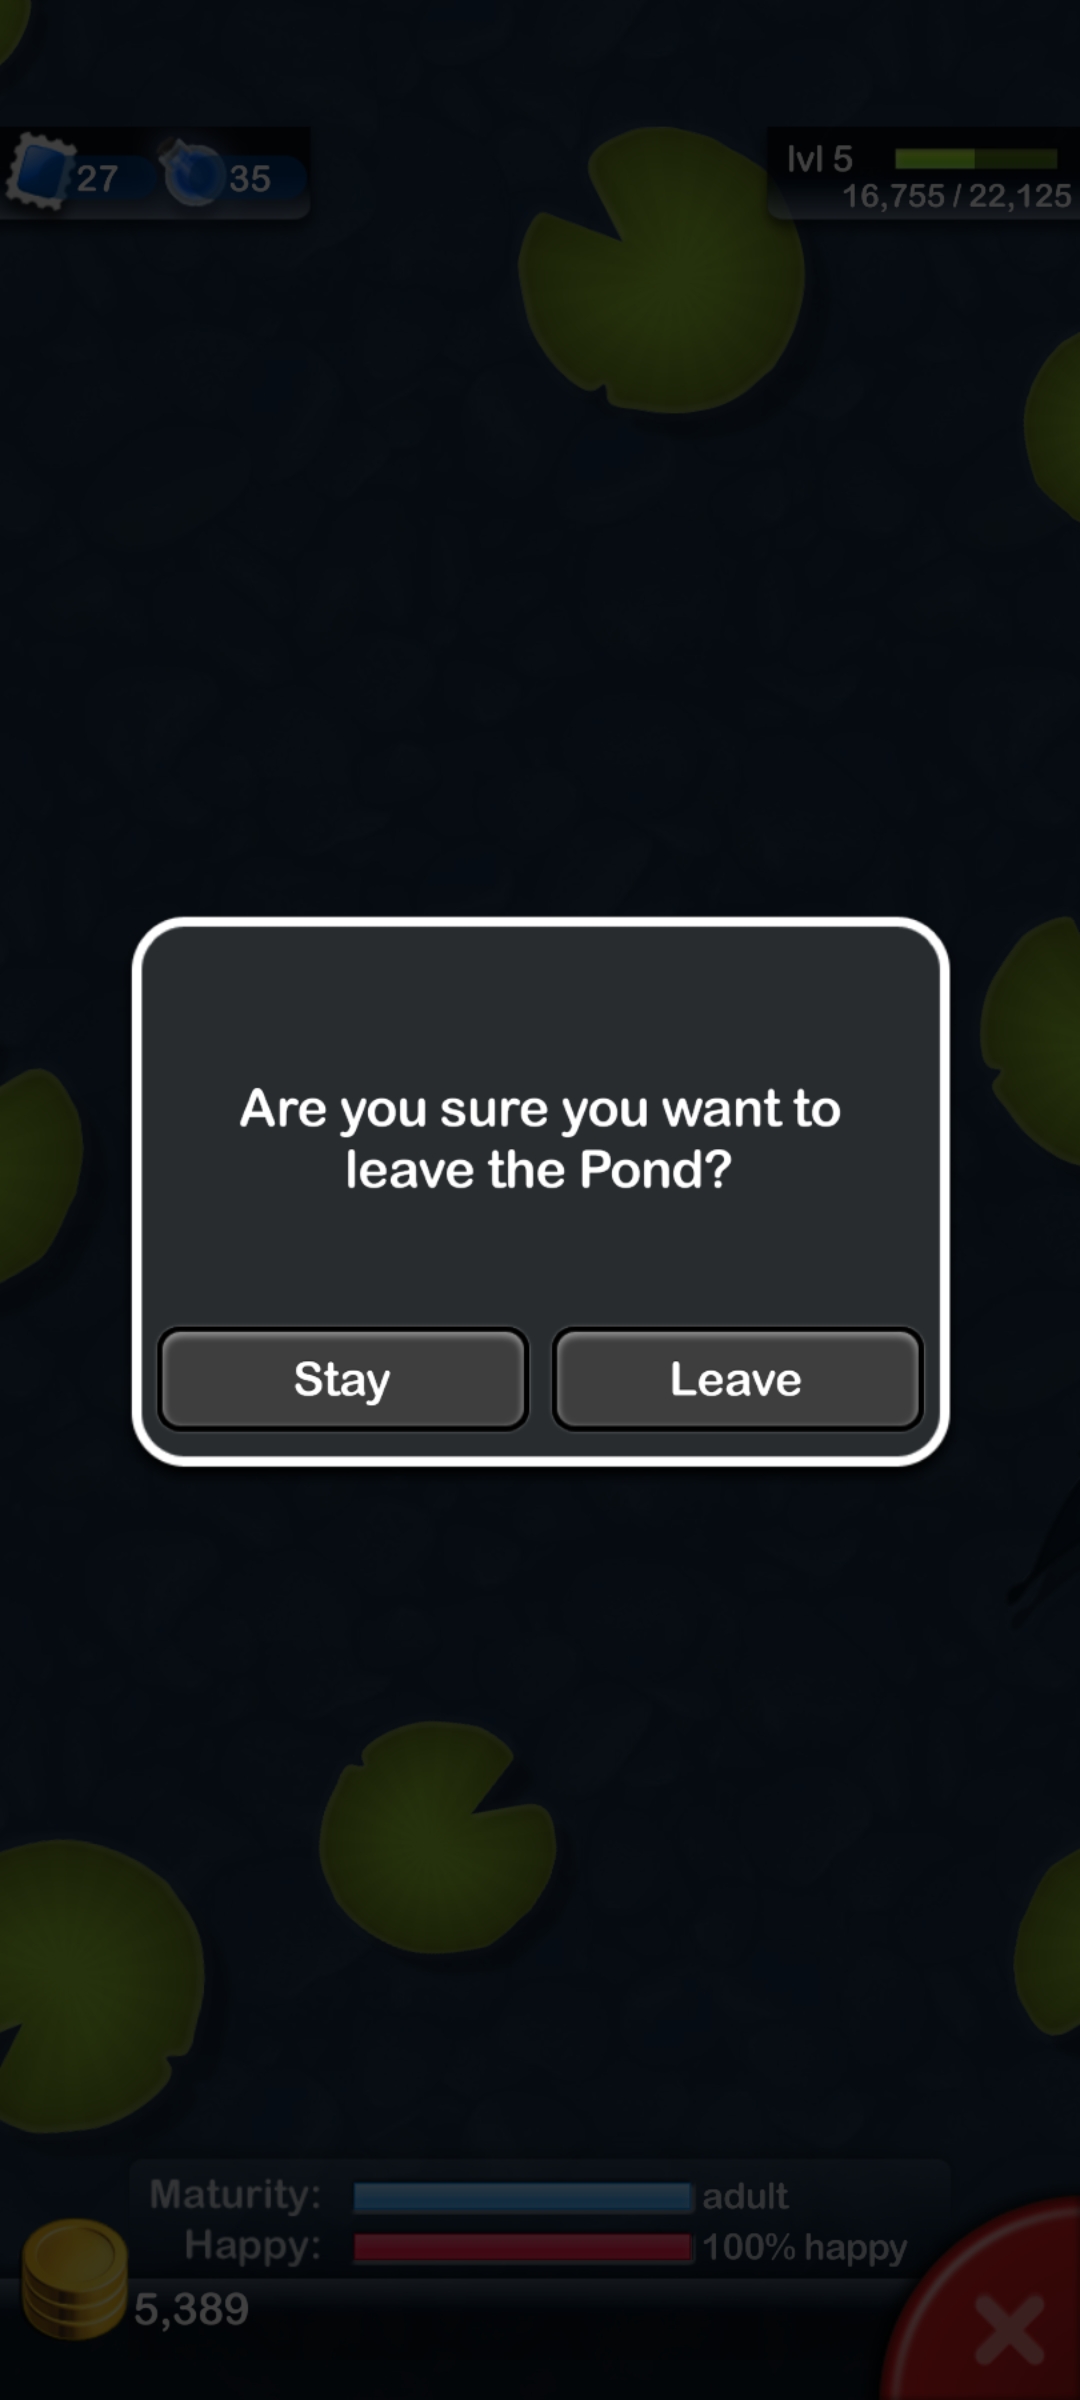 27
35
lvl 5
16,755 / 22,125
Are you sure you want to
leave the Pond?
Stay
Leave
Maturity:
adult
Happy:
100% happy
5,389